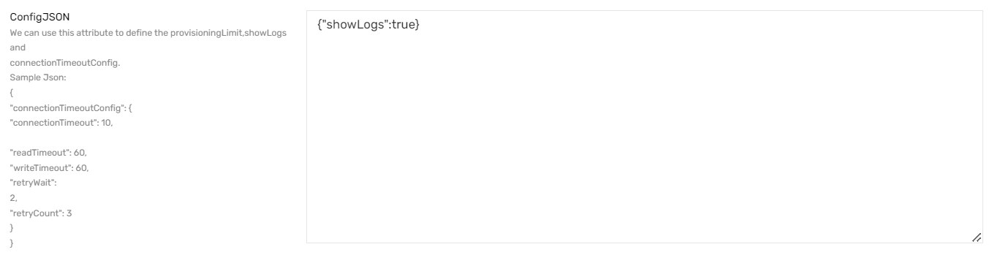 ConfigJSON
We can use this attribute to define the provisioningLimit,showLogs
and
connectionTimeoutConfig.
Sample Json:
{
"connectionTimeoutConfig": {
"connectionTimeout": 10,
"readTimeout": 60,
"writeTimeout": 60,
"retryWait":
2,
"retryCount": 3
}
}
{"showLogs":true}